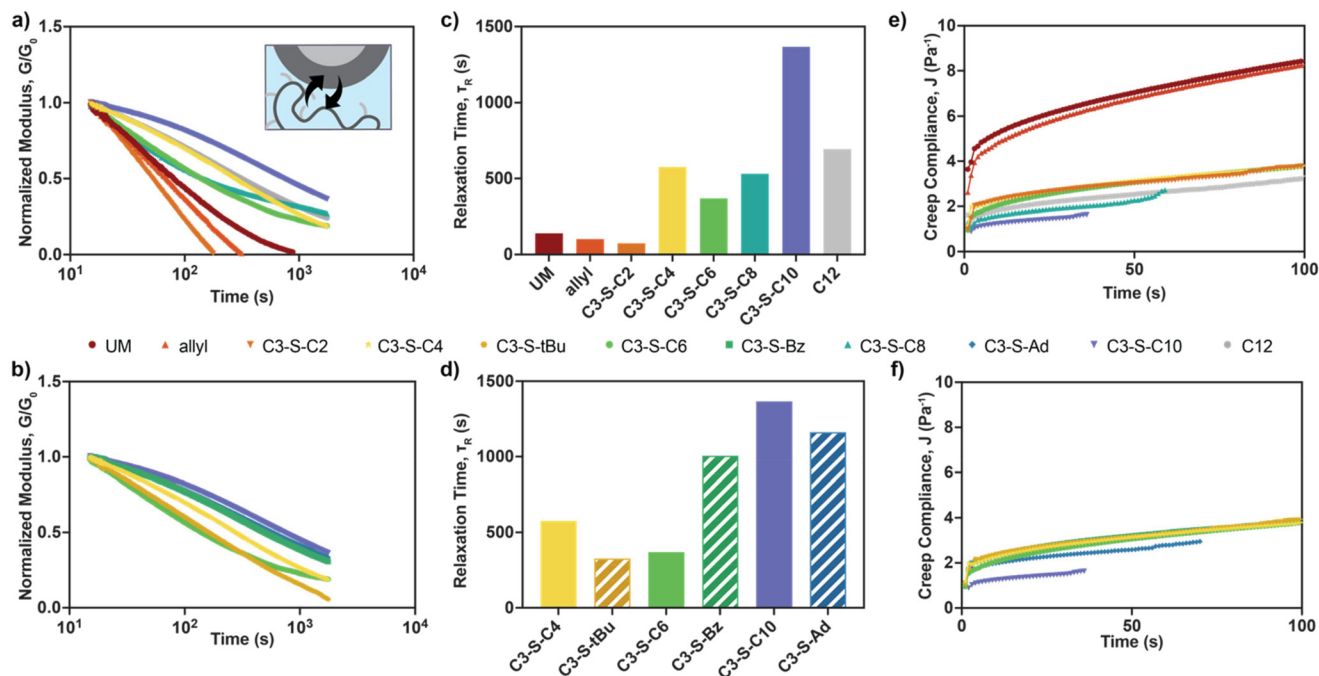 a)
1.5
1.0
0.5
0.0
Normalized Modulus, G/G₀
10¹ 10² 10³ 10⁴
Time (s)
c)
1500
1000
500
0
Relaxation Time, τR (s)
UM
allyl
C3-S-C2
C3-S-C4
C3-S-C6
C3-S-C8
C3-S-C10
C12
e)
10
8
6
4
2
0
Creep Compliance, J (Pa⁻¹)
0 50 100
Time (s)
UM allyl C3-S-C2 C3-S-C4 C3-S-tBu C3-S-C6 C3-S-Bz C3-S-C8 C3-S-Ad C3-S-C10 C12
b)
1.5
1.0
0.5
0.0
Normalized Modulus, G/G₀
10¹ 10² 10³ 10⁴
Time (s)
d)
1500
1000
500
0
Relaxation Time, τR (s)
C3-S-C4
C3-S-tBu
C3-S-C6
C3-S-Bz
C3-S-C10
C3-S-Ad
f)
10
8
6
4
2
0
Creep Compliance, J (Pa⁻¹)
0 50 100
Time (s)